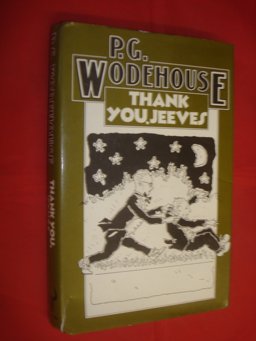 P.G.
WODEHOUSE
THANK
YOU, JEEVES
P.G. WODEHOUSE
THANK YOU,